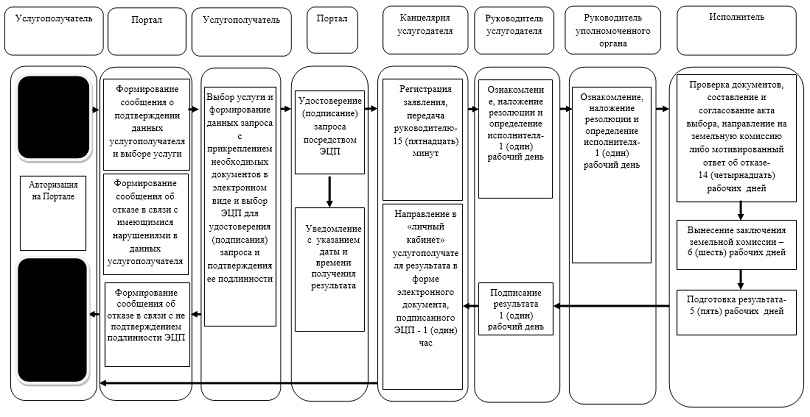 Услугополучатель
Портал
Услугополучатель
Портал
Канцелярия
услугодателя
Руководитель
услугодателя
Руководитель
уполномоченного
органа
Исполнитель
Авторизация
на Портале
Формирование
сообщения о
подтверждении
данных
услугополучателя
и выборе услуги
Формирование
сообщения об
отказе в связи с
имеющимися
нарушениями в
данных
услугополучателя
Формирование
сообщения об
отказе в связи с не
подтверждением
подлинности ЭЦП
Выбор услуги и
формирование
данных запроса
с
прикреплением
необходимых
документов в
электронном
виде и выбор
ЭЦП для
удостоверения
(подписания)
запроса и
подтверждения
ее подлинности
Удостоверение
(подписание)
запроса
посредством
ЭЦП
Уведомление
с указанием
даты и
времени
получения
результата
Регистрация
заявления,
передача
руководителю-
15 (пятнадцать)
минут
Направление в
«личный
кабинет»
услугополучате
ля результата в
форме
электронного
документа,
подписанного
ЭЦП - 1 (один)
час
Ознакомлени
е, наложение
резолюции и
определение
исполнителя-
1 (один)
рабочий день
Подписание
результата
1 (один)
рабочий день
Ознакомление,
наложение
резолюции и
определение
исполнителя-
1 (один)
рабочий день
Проверка документов,
составление и
согласование акта
выбора, направление на
земельную комиссию
либо мотивированный
ответ об отказе-
14 (четырнадцать)
рабочих дней
Вынесение заключения
земельной комиссии –
6 (шесть) рабочих дней
Подготовка результата-
5 (пять) рабочих дней